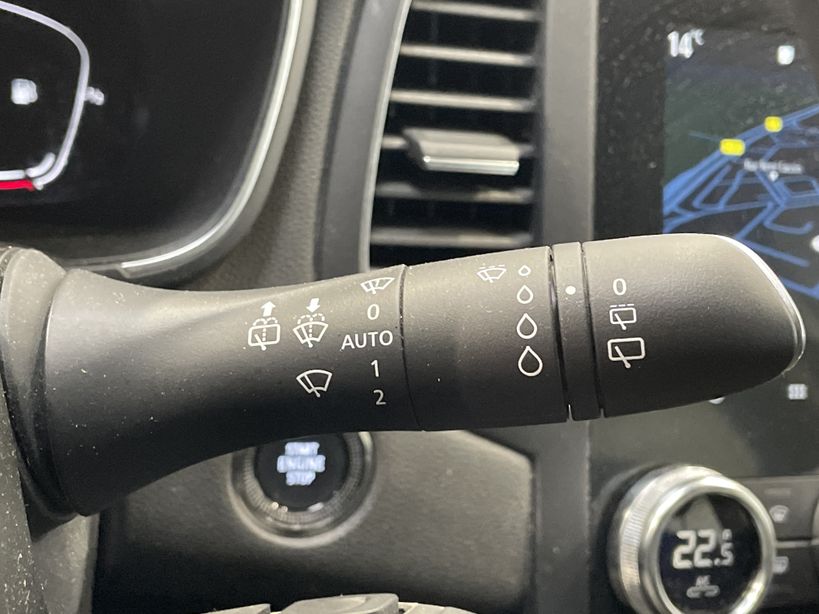 14°C
0
AUTO
1
2
0
START
ENGINE
STOP
22.5